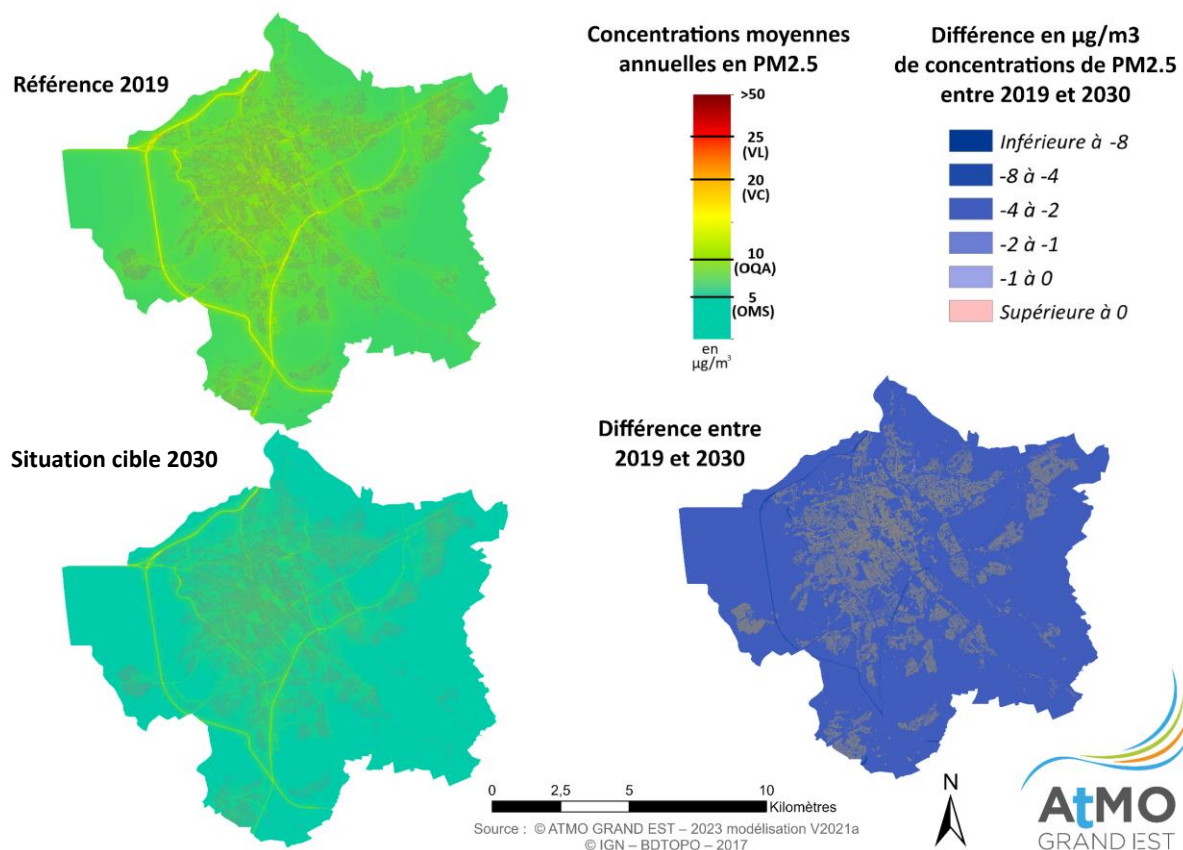 Référence 2019
Concentrations moyennes
annuelles en PM2.5
>50
25
(VL)
20
(VC)
10
(OQA)
5
(OMS)
en
µg/m³
Différence en µg/m3
de concentrations de PM2.5
entre 2019 et 2030
Inférieure à -8
-8 à -4
-4 à -2
-2 à -1
-1 à 0
Supérieure à 0
Situation cible 2030
Différence entre
2019 et 2030
0 2,5 5 10
Kilomètres
Source : © ATMO GRAND EST – 2023 modélisation V2021a
© IGN – BDTOPO – 2017
N
AtMO
GRAND EST